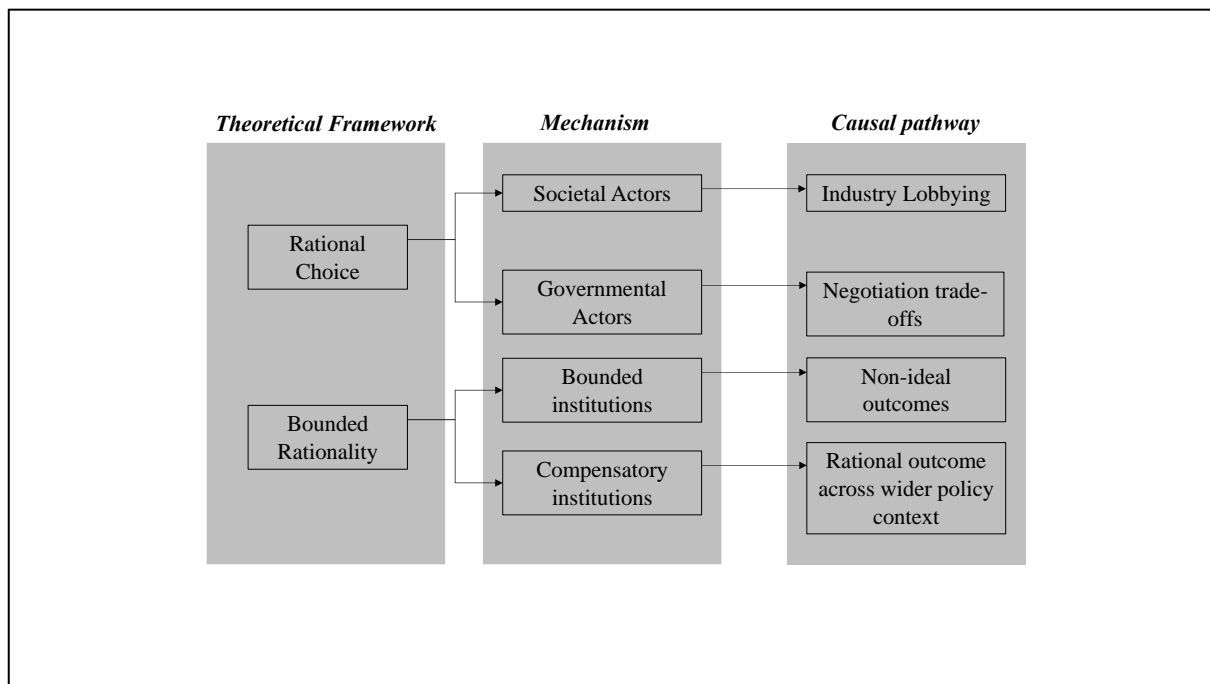 Theoretical Framework
Mechanism
Causal pathway
Rational
Choice
Societal Actors
Industry Lobbying
Governmental
Actors
Negotiation trade-
offs
Bounded
Rationality
Bounded
institutions
Non-ideal
outcomes
Compensatory
institutions
Rational outcome
across wider policy
context